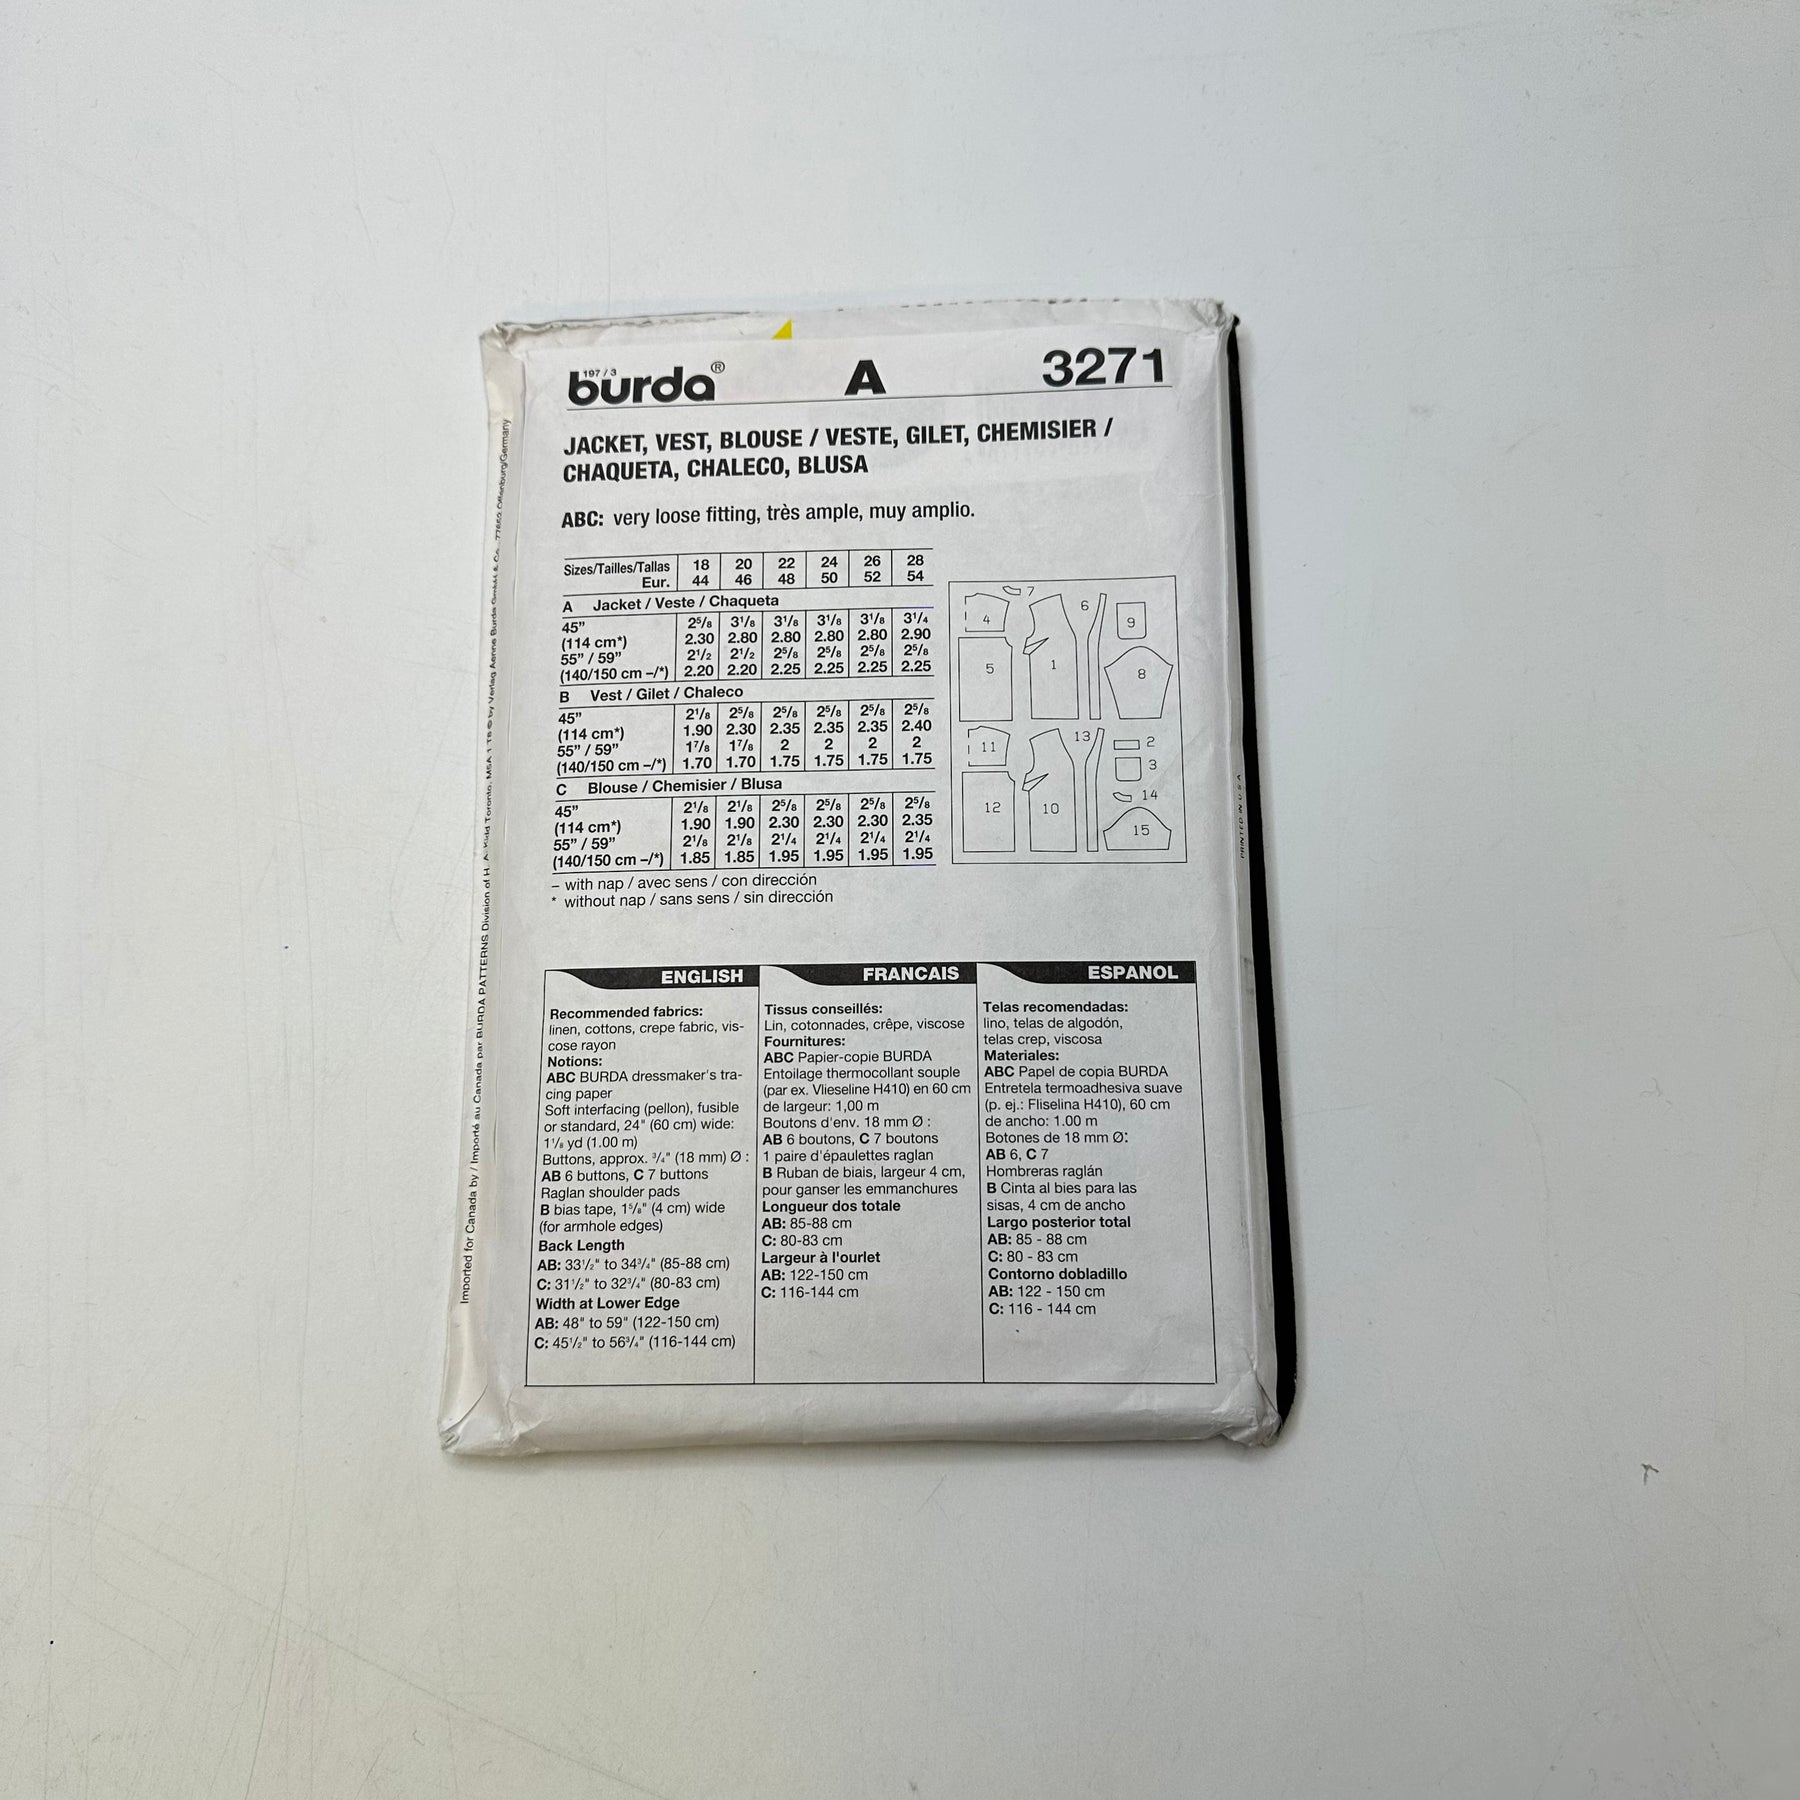 197 / 3
burda® A 3271
JACKET, VEST, BLOUSE / VESTE, GILET, CHEMISIER /
CHAQUETA, CHALECO, BLUSA
ABC: very loose fitting, très ample, muy amplio.
Sizes/Tailles/Tallas 18 20 22 24 26 28
Eur. 44 46 48 50 52 54
A Jacket / Veste / Chaqueta
45" 2⁵/₈ 3¹/₈ 3¹/₈ 3¹/₈ 3¹/₈ 3¹/₄
(114 cm*) 2.30 2.80 2.80 2.80 2.80 2.90
55" / 59" 2¹/₂ 2¹/₂ 2⁵/₈ 2⁵/₈ 2⁵/₈ 2⁵/₈
(140/150 cm –/*) 2.20 2.20 2.25 2.25 2.25 2.25
B Vest / Gilet / Chaleco
45" 2¹/₈ 2⁵/₈ 2⁵/₈ 2⁵/₈ 2⁵/₈ 2⁵/₈
(114 cm*) 1.90 2.30 2.35 2.35 2.35 2.40
55" / 59" 1⁷/₈ 1⁷/₈ 2 2 2 2
(140/150 cm –/*) 1.70 1.70 1.75 1.75 1.75 1.75
C Blouse / Chemisier / Blusa
45" 2¹/₈ 2¹/₈ 2⁵/₈ 2⁵/₈ 2⁵/₈ 2⁵/₈
(114 cm*) 1.90 1.90 2.30 2.30 2.30 2.35
55" / 59" 2¹/₈ 2¹/₈ 2¹/₄ 2¹/₄ 2¹/₄ 2¹/₄
(140/150 cm –/*) 1.85 1.85 1.95 1.95 1.95 1.95
– with nap / avec sens / con dirección
* without nap / sans sens / sin dirección
7
4 6 9
5 1 8
11 13 2
3
12 10 14
15
ENGLISH
Recommended fabrics:
linen, cottons, crepe fabric, vis-
cose rayon
Notions:
ABC BURDA dressmaker's tra-
cing paper
Soft interfacing (pellon), fusible
or standard, 24" (60 cm) wide:
1¹/₈ yd (1.00 m)
Buttons, approx. ³/₄" (18 mm) Ø :
AB 6 buttons, C 7 buttons
Raglan shoulder pads
B bias tape, 1⁵/₈" (4 cm) wide
(for armhole edges)
Back Length
AB: 33¹/₂" to 34³/₄" (85-88 cm)
C: 31¹/₂" to 32³/₄" (80-83 cm)
Width at Lower Edge
AB: 48" to 59" (122-150 cm)
C: 45¹/₂" to 56³/₄" (116-144 cm)
FRANCAIS
Tissus conseillés:
Lin, cotonnades, crêpe, viscose
Fournitures:
ABC Papier-copie BURDA
Entoilage thermocollant souple
(par ex. Vlieseline H410) en 60 cm
de largeur: 1,00 m
Boutons d'env. 18 mm Ø :
AB 6 boutons, C 7 boutons
1 paire d'épaulettes raglan
B Ruban de biais, largeur 4 cm,
pour ganser les emmanchures
Longueur dos totale
AB: 85-88 cm
C: 80-83 cm
Largeur à l'ourlet
AB: 122-150 cm
C: 116-144 cm
ESPANOL
Telas recomendadas:
lino, telas de algodón,
telas crep, viscosa
Materiales:
ABC Papel de copia BURDA
Entretela termoadhesiva suave
(p. ej.: Fliselina H410), 60 cm
de ancho: 1.00 m
Botones de 18 mm Ø:
AB 6, C 7
Hombreras raglán
B Cinta al bies para las
sisas, 4 cm de ancho
Largo posterior total
AB: 85 - 88 cm
C: 80 - 83 cm
Contorno dobladillo
AB: 122 - 150 cm
C: 116 - 144 cm
Imported for Canada by / Importé au Canada par BURDA PATTERNS Division of H. A. Kidd Toronto, M5A 1 T8 © by Verlag Aenne Burda GmbH & Co., Offenburg/Germany
PRINTED IN U S A